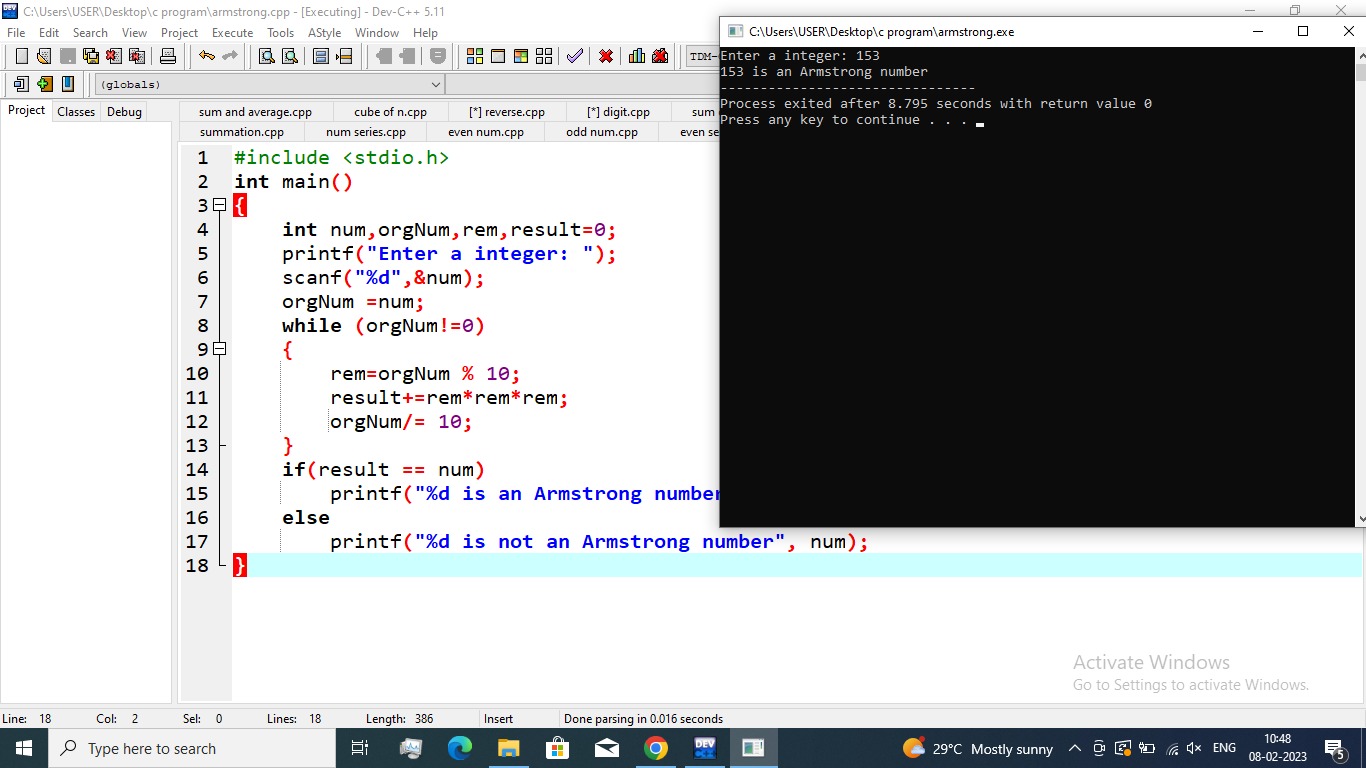 C:\Users\USER\Desktop\c program\armstrong.cpp - [Executing] - Dev-C++ 5.11
File Edit Search View Project Execute Tools AStyle Window Help
TDM-
(globals)
Project Classes Debug
sum and average.cpp cube of n.cpp [*] reverse.cpp [*] digit.cpp sum
summation.cpp num series.cpp even num.cpp odd num.cpp even se
1 #include <stdio.h>
2 int main()
3 {
4 int num,orgNum,rem,result=0;
5 printf("Enter a integer: ");
6 scanf("%d",&num);
7 orgNum =num;
8 while (orgNum!=0)
9 {
10 rem=orgNum % 10;
11 result+=rem*rem*rem;
12 orgNum/= 10;
13 }
14 if(result == num)
15 printf("%d is an Armstrong number
16 else
17 printf("%d is not an Armstrong number", num);
18 }
C:\Users\USER\Desktop\c program\armstrong.exe
Enter a integer: 153
153 is an Armstrong number
--------------------------------
Process exited after 8.795 seconds with return value 0
Press any key to continue . . .
Activate Windows
Go to Settings to activate Windows.
Line: 18 Col: 2 Sel: 0 Lines: 18 Length: 386 Insert Done parsing in 0.016 seconds
Type here to search
DEV
29°C Mostly sunny
ENG
10:48
08-02-2023
5